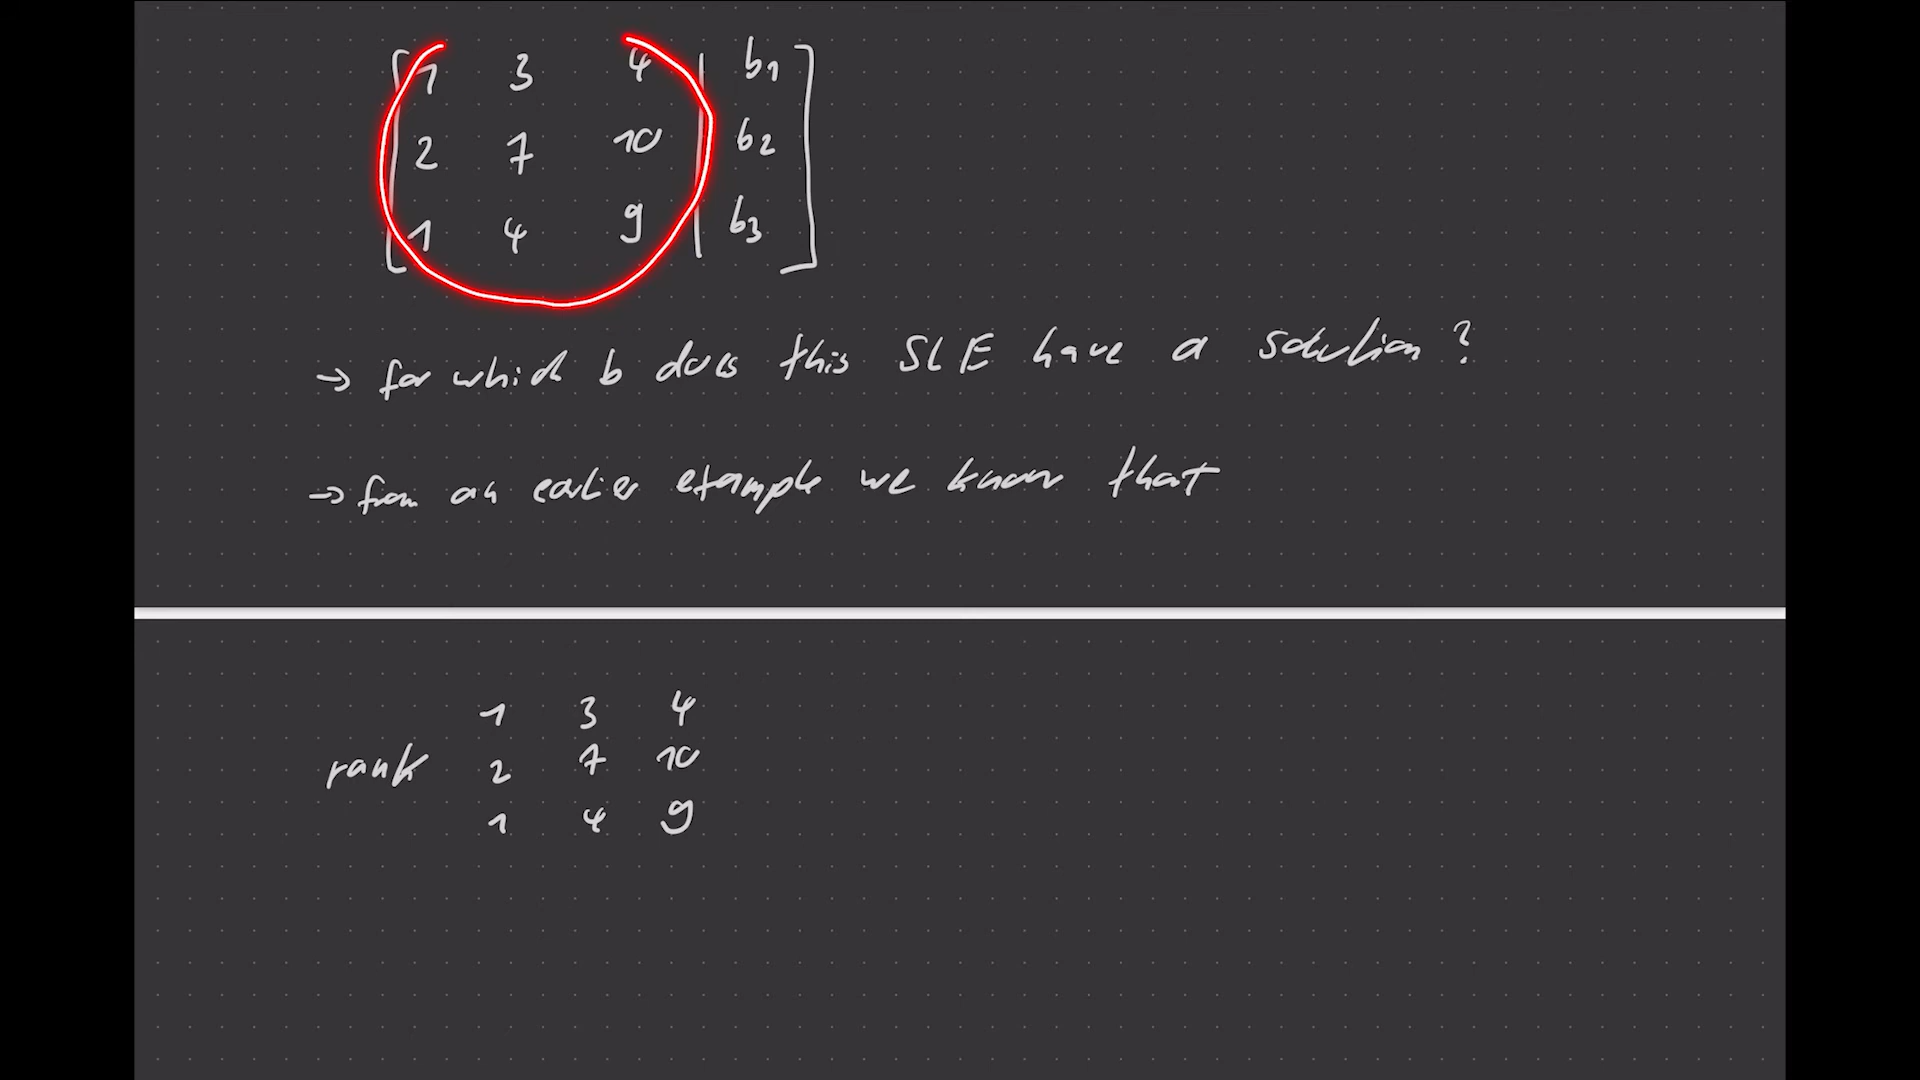 1 3 4 b1
2 7 10 b2
1 4 9 b3
→ for which b does this SLE have a solution?
→ from an earlier example we know that
1 3 4
rank 2 7 10
1 4 9